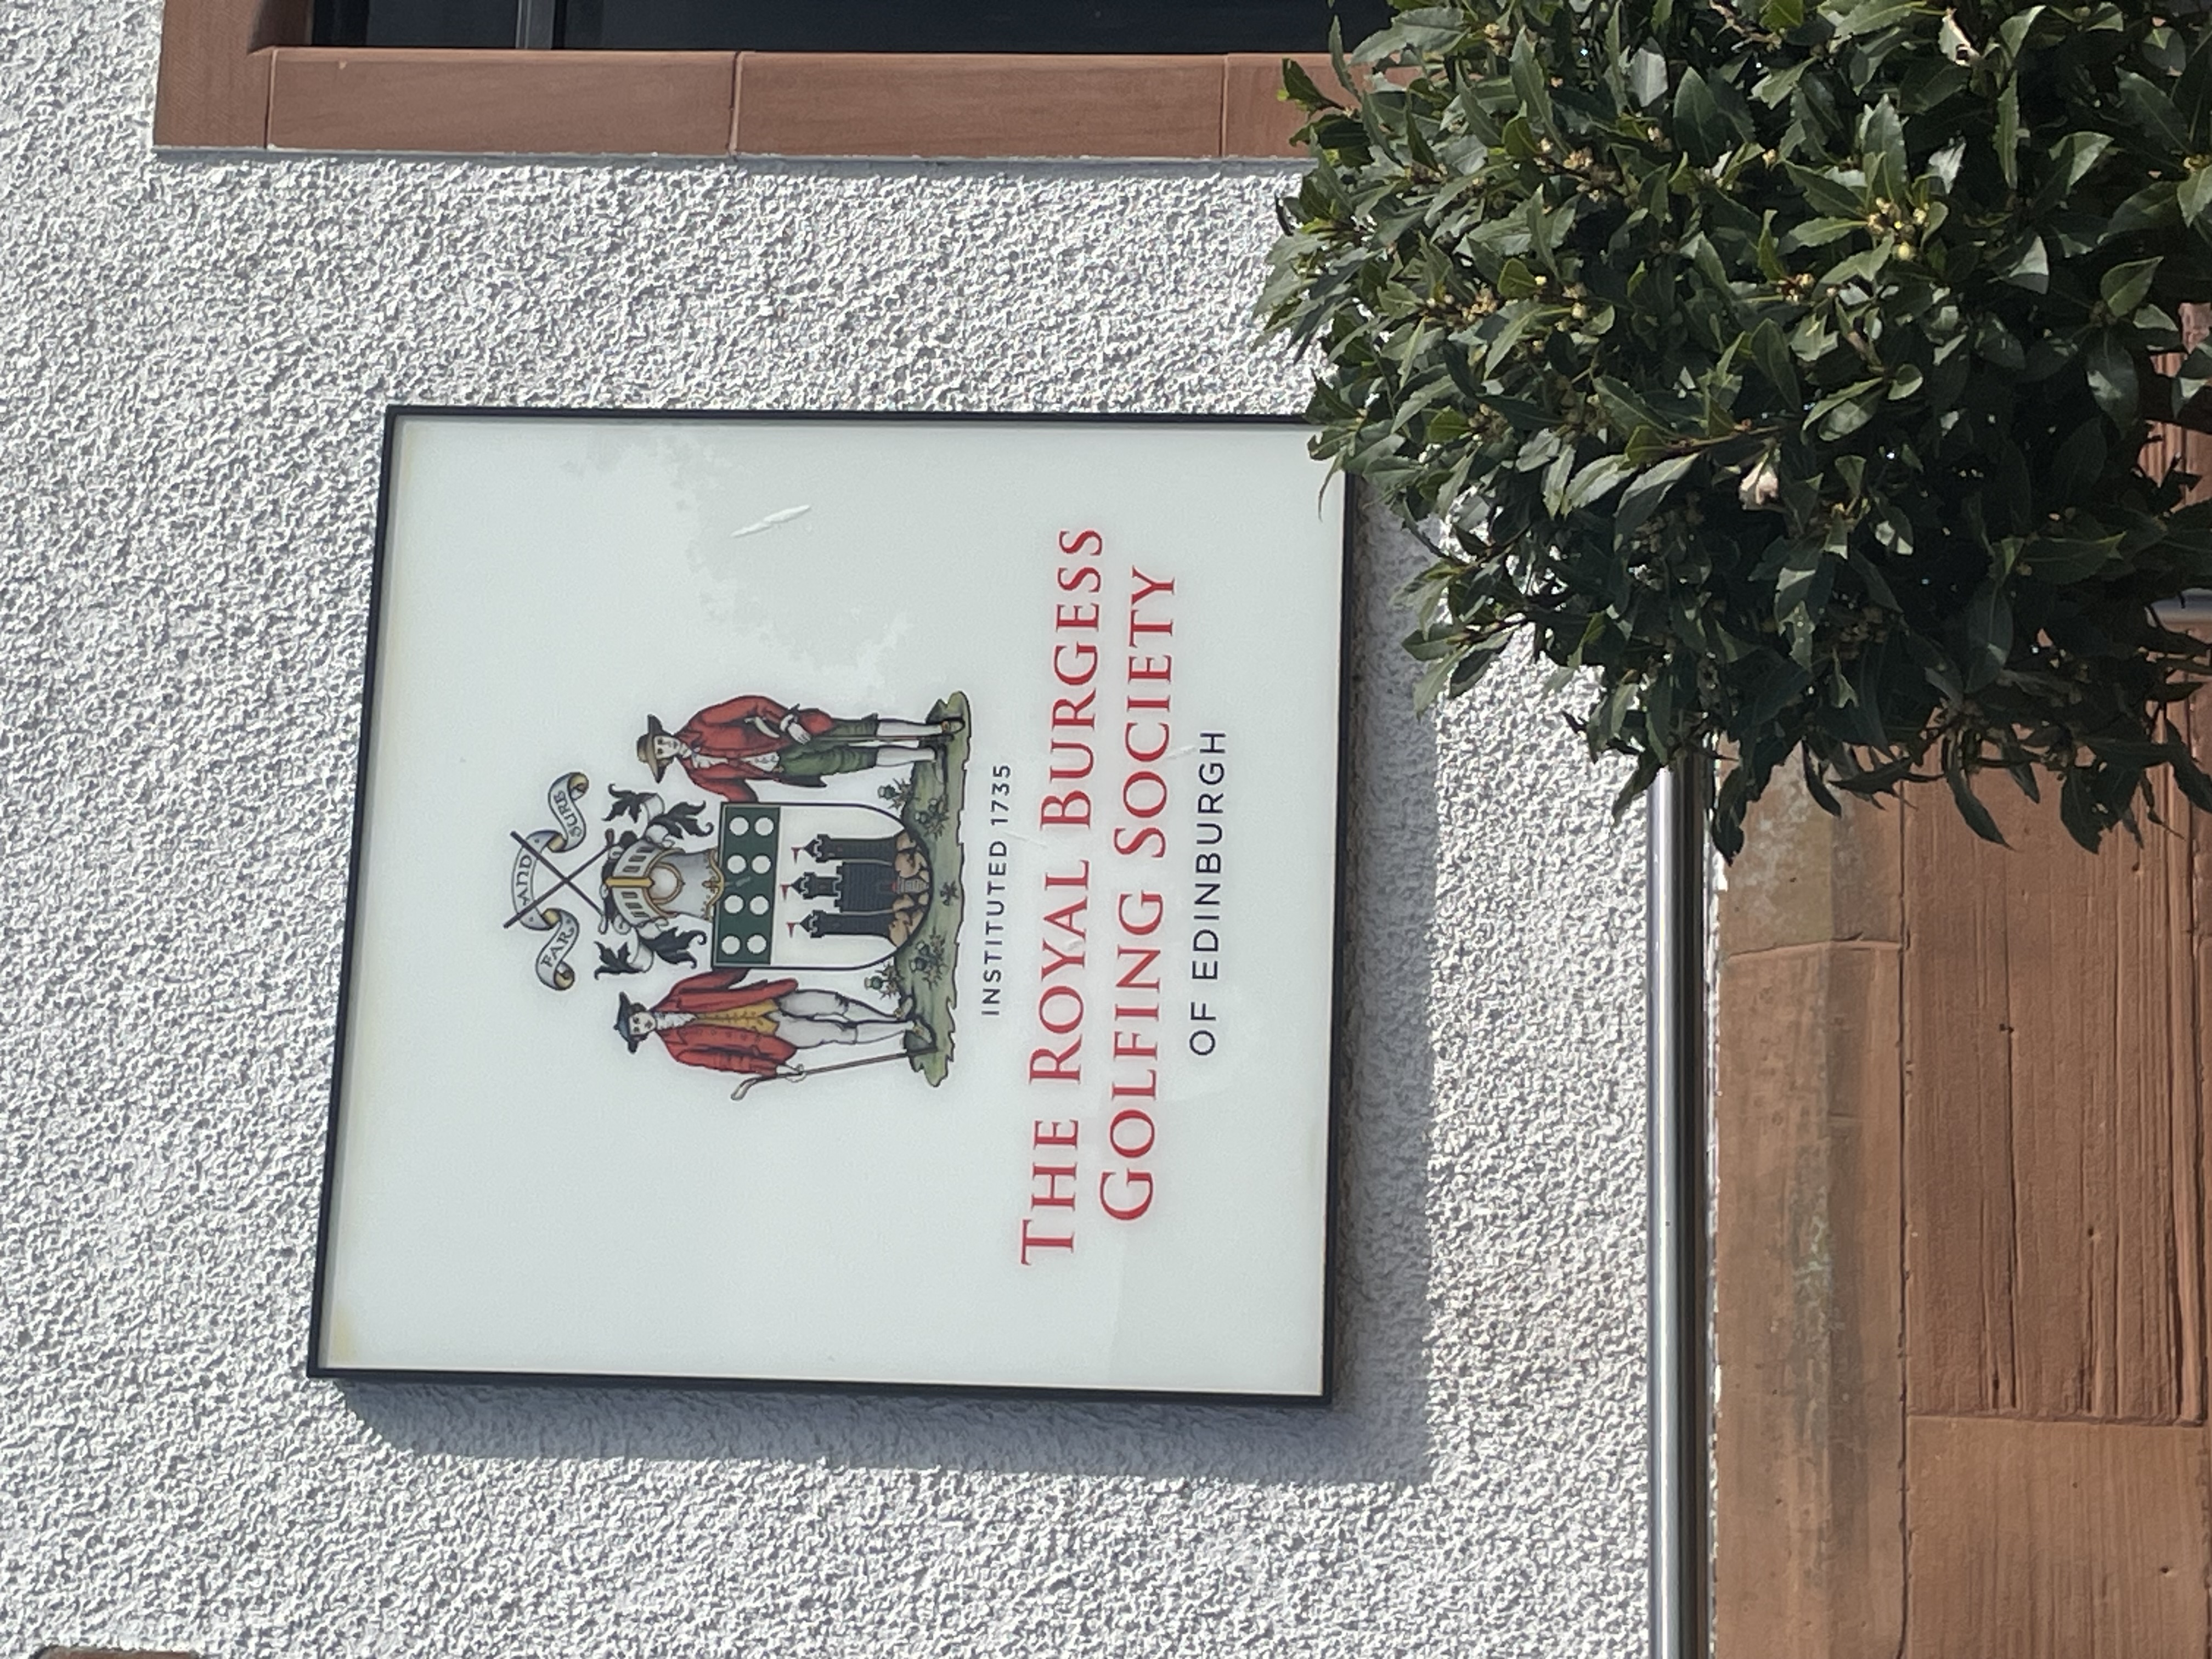 FAR AND SURE
INSTITUTED 1735
THE ROYAL BURGESS
GOLFING SOCIETY
OF EDINBURGH